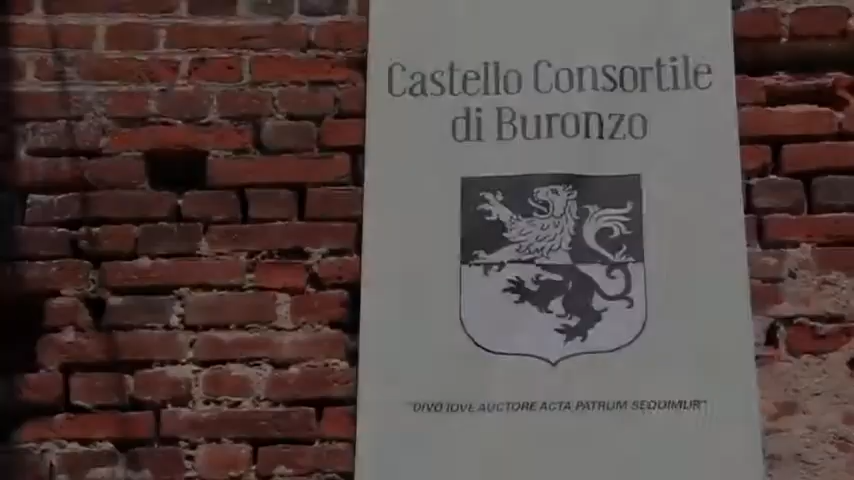 Castello Consortile
di Buronzo
"DIVO IOVE AUCTORE ACTA PATRUM SEQUIMUR"